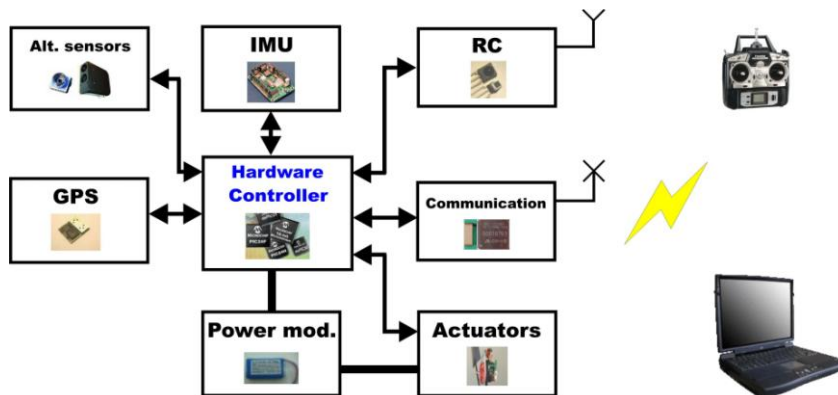 Alt. sensors
IMU
RC
GPS
Hardware
Controller
Communication
Power mod.
Actuators